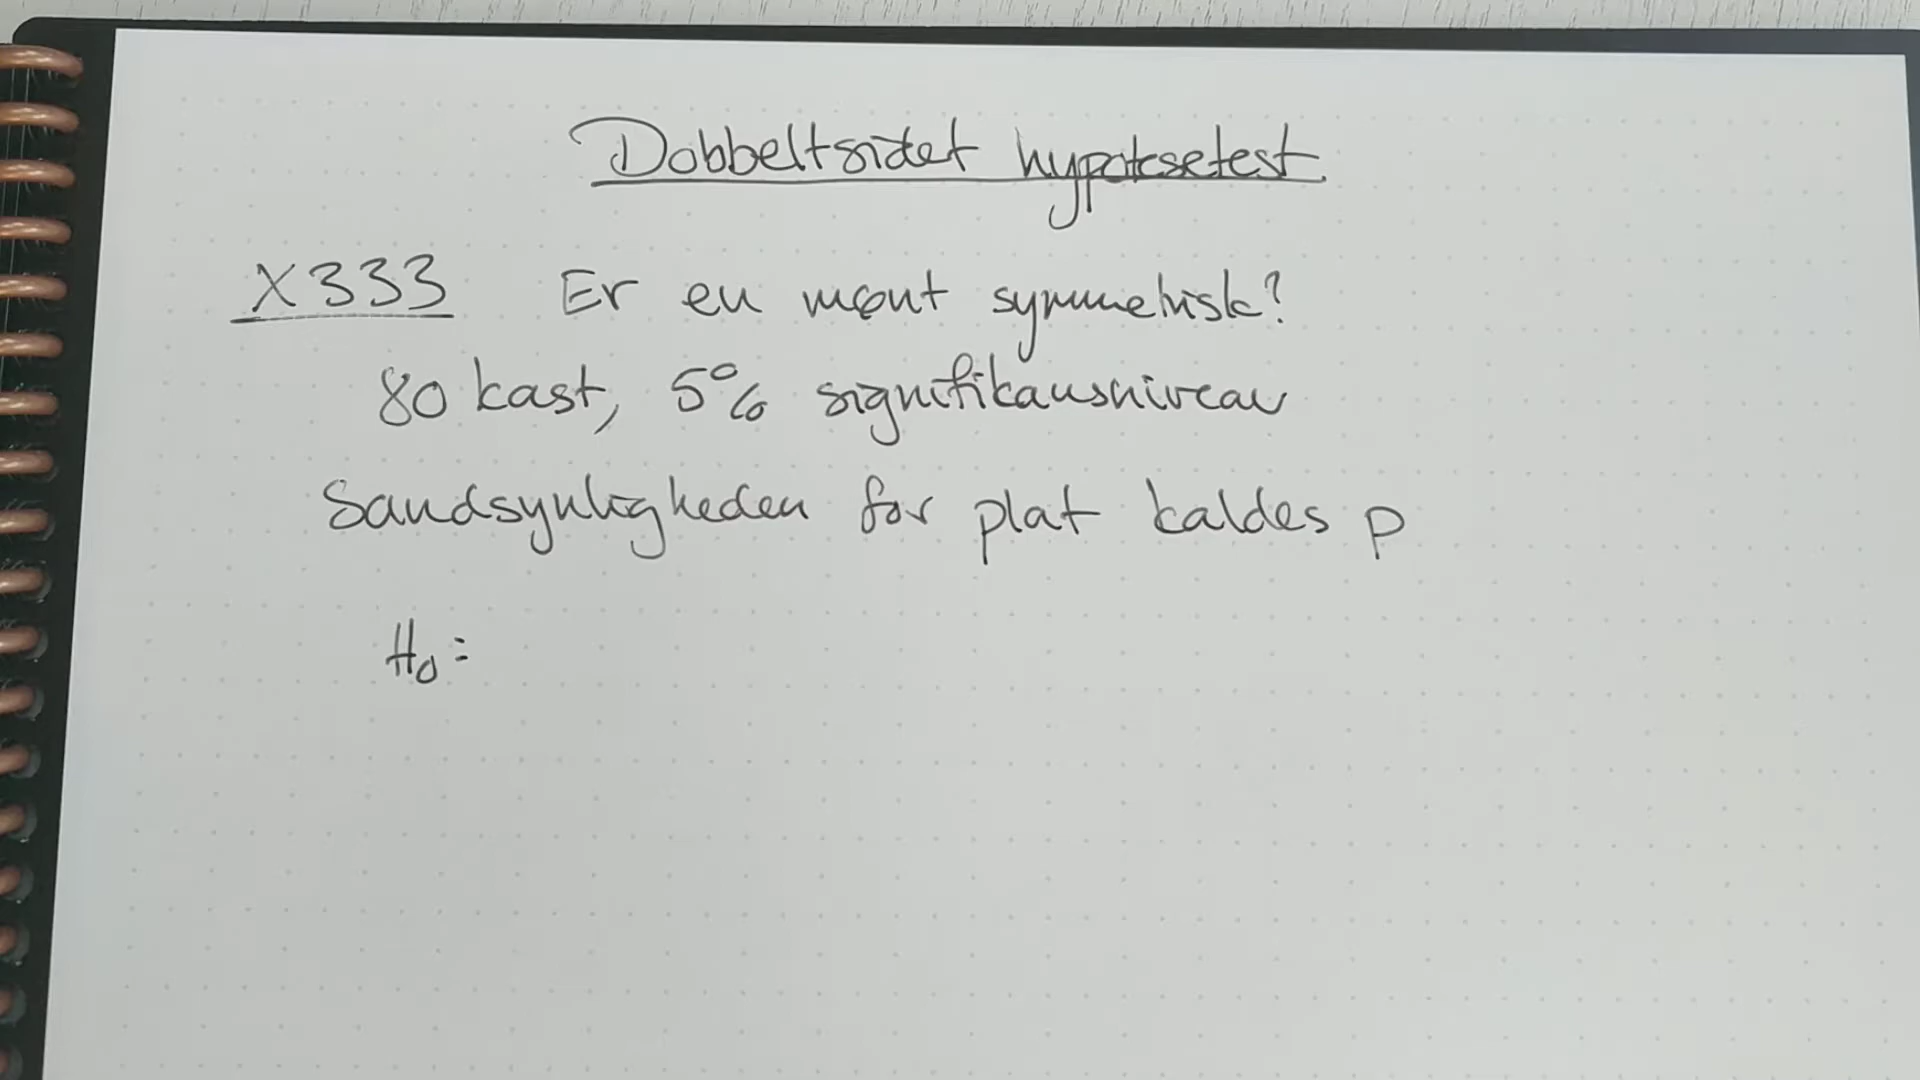 Dobbeltsidet hypotesetest
X333 Er en mønt symmetrisk?
80 kast, 5% signifikansniveau
Sandsynligheden for plat kaldes p
H₀: